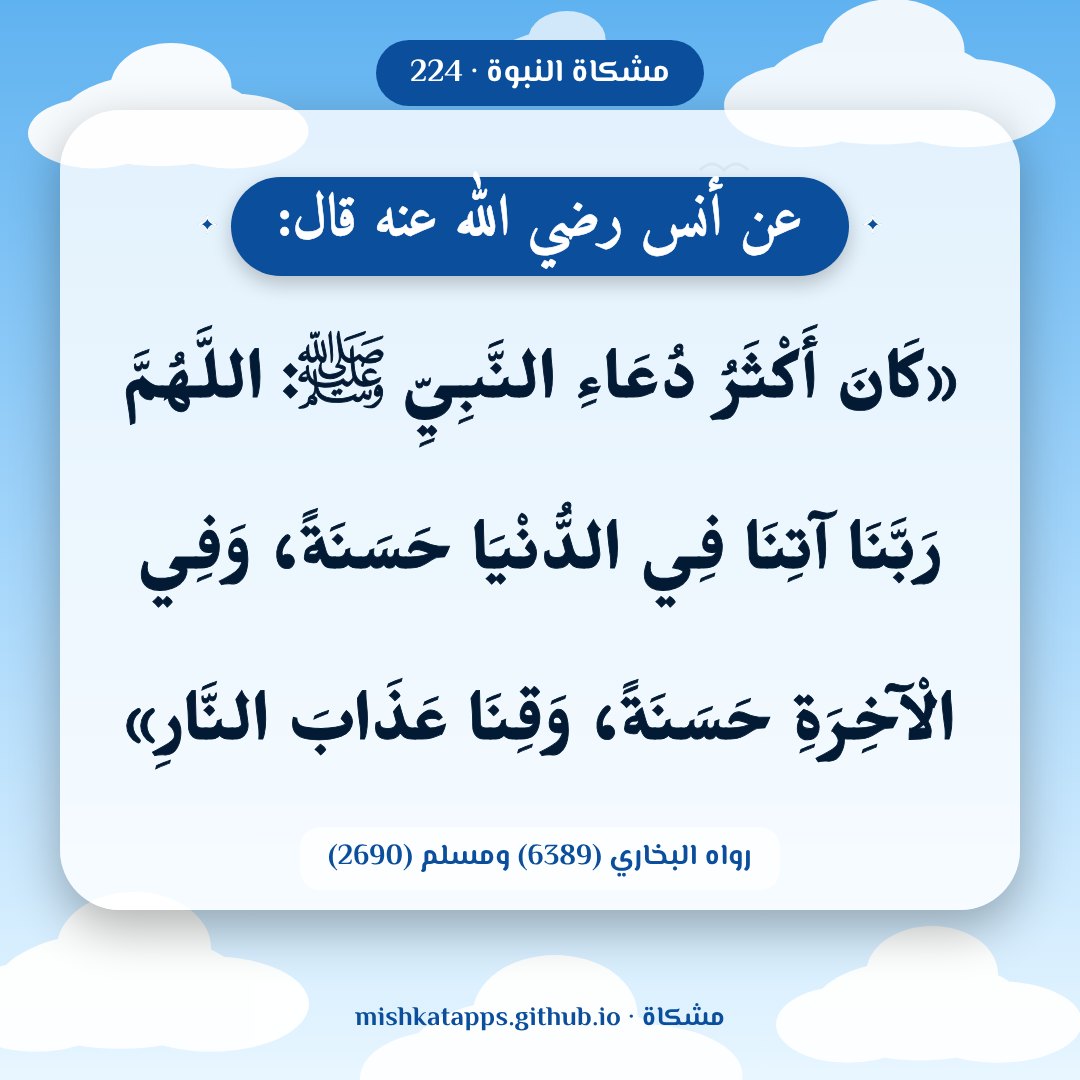 مشكاة النبوة · 224
عن أنس رضي الله عنه قال:
«كَانَ أَكْثَرُ دُعَاءِ النَّبِيِّ ﷺ: اللَّهُمَّ
رَبَّنَا آتِنَا فِي الدُّنْيَا حَسَنَةً، وَفِي
الْآخِرَةِ حَسَنَةً، وَقِنَا عَذَابَ النَّارِ»
رواه البخاري (6389) ومسلم (2690)
مشكاة · mishkatapps.github.io